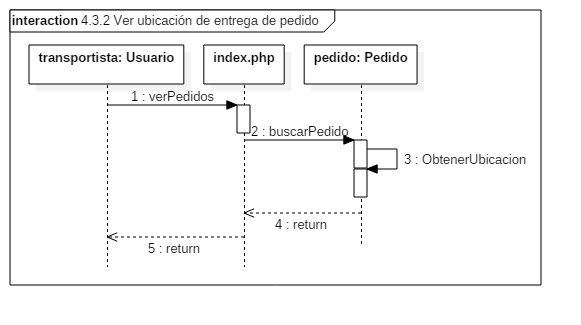 interaction 4.3.2 Ver ubicación de entrega de pedido
transportista: Usuario
index.php
pedido: Pedido
1 : verPedidos
2 : buscarPedido
3 : ObtenerUbicacion
4 : return
5 : return